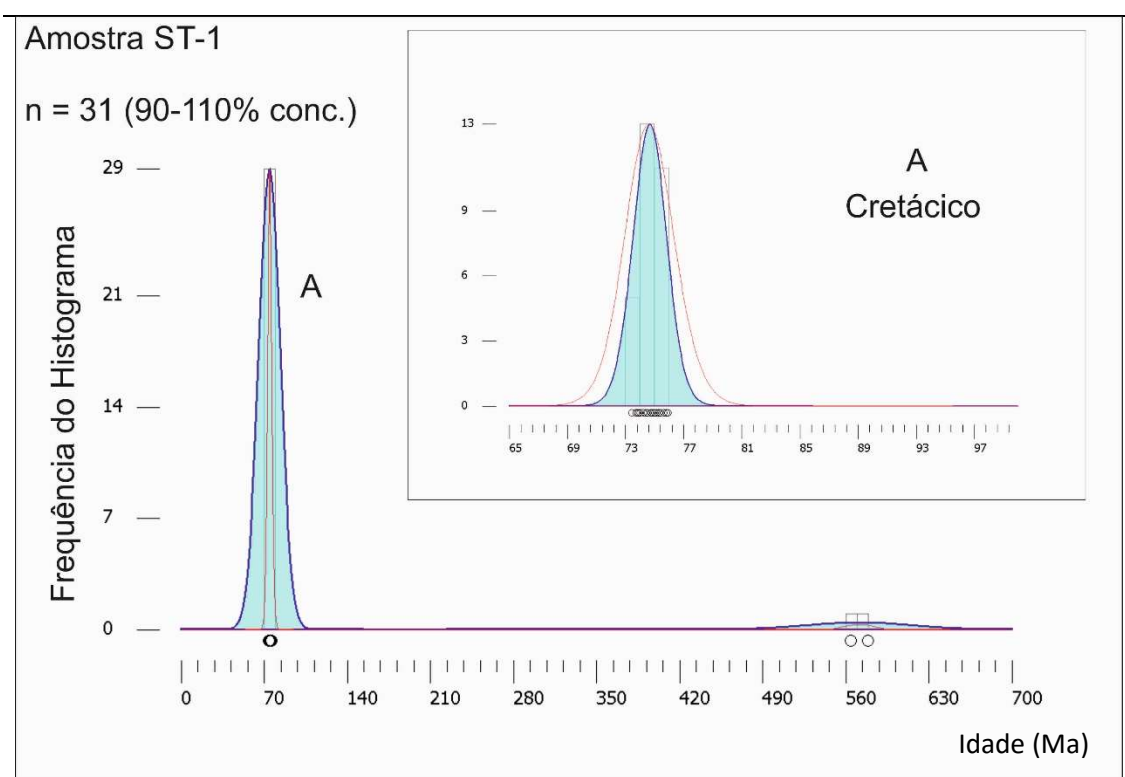 Amostra ST-1
n = 31 (90-110% conc.)
Frequência do Histograma
29
21
14
7
0
A
0 70 140 210 280 350 420 490 560 630 700
Idade (Ma)
13
9
6
3
0
A
Cretácico
65 69 73 77 81 85 89 93 97